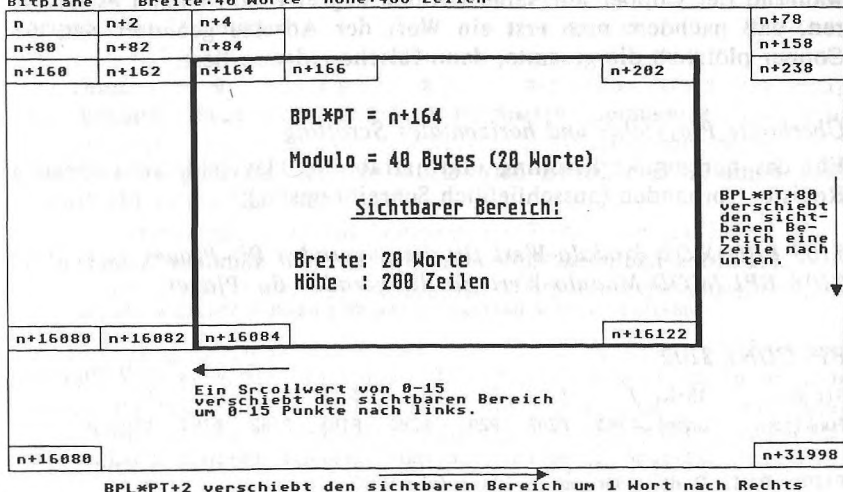 Bitplane Breite:40 Worte Höhe:400 Zeilen
n n+2 n+4 n+78
n+80 n+82 n+84 n+158
n+160 n+162 n+164 n+166 n+202 n+238
BPL*PT = n+164
Modulo = 40 Bytes (20 Worte)
Sichtbarer Bereich:
Breite: 20 Worte
Höhe : 200 Zeilen
BPL*PT+80:
verschiebt
den sicht-
baren Be-
reich eine
Zeile nach
unten.
n+16080 n+16082 n+16084 n+16122
Ein Srcollwert von 0-15
verschiebt den sichtbaren Bereich
um 0-15 Punkte nach links.
n+16080 n+31998
BPL*PT+2 verschiebt den sichtbaren Bereich um 1 Wort nach Rechts